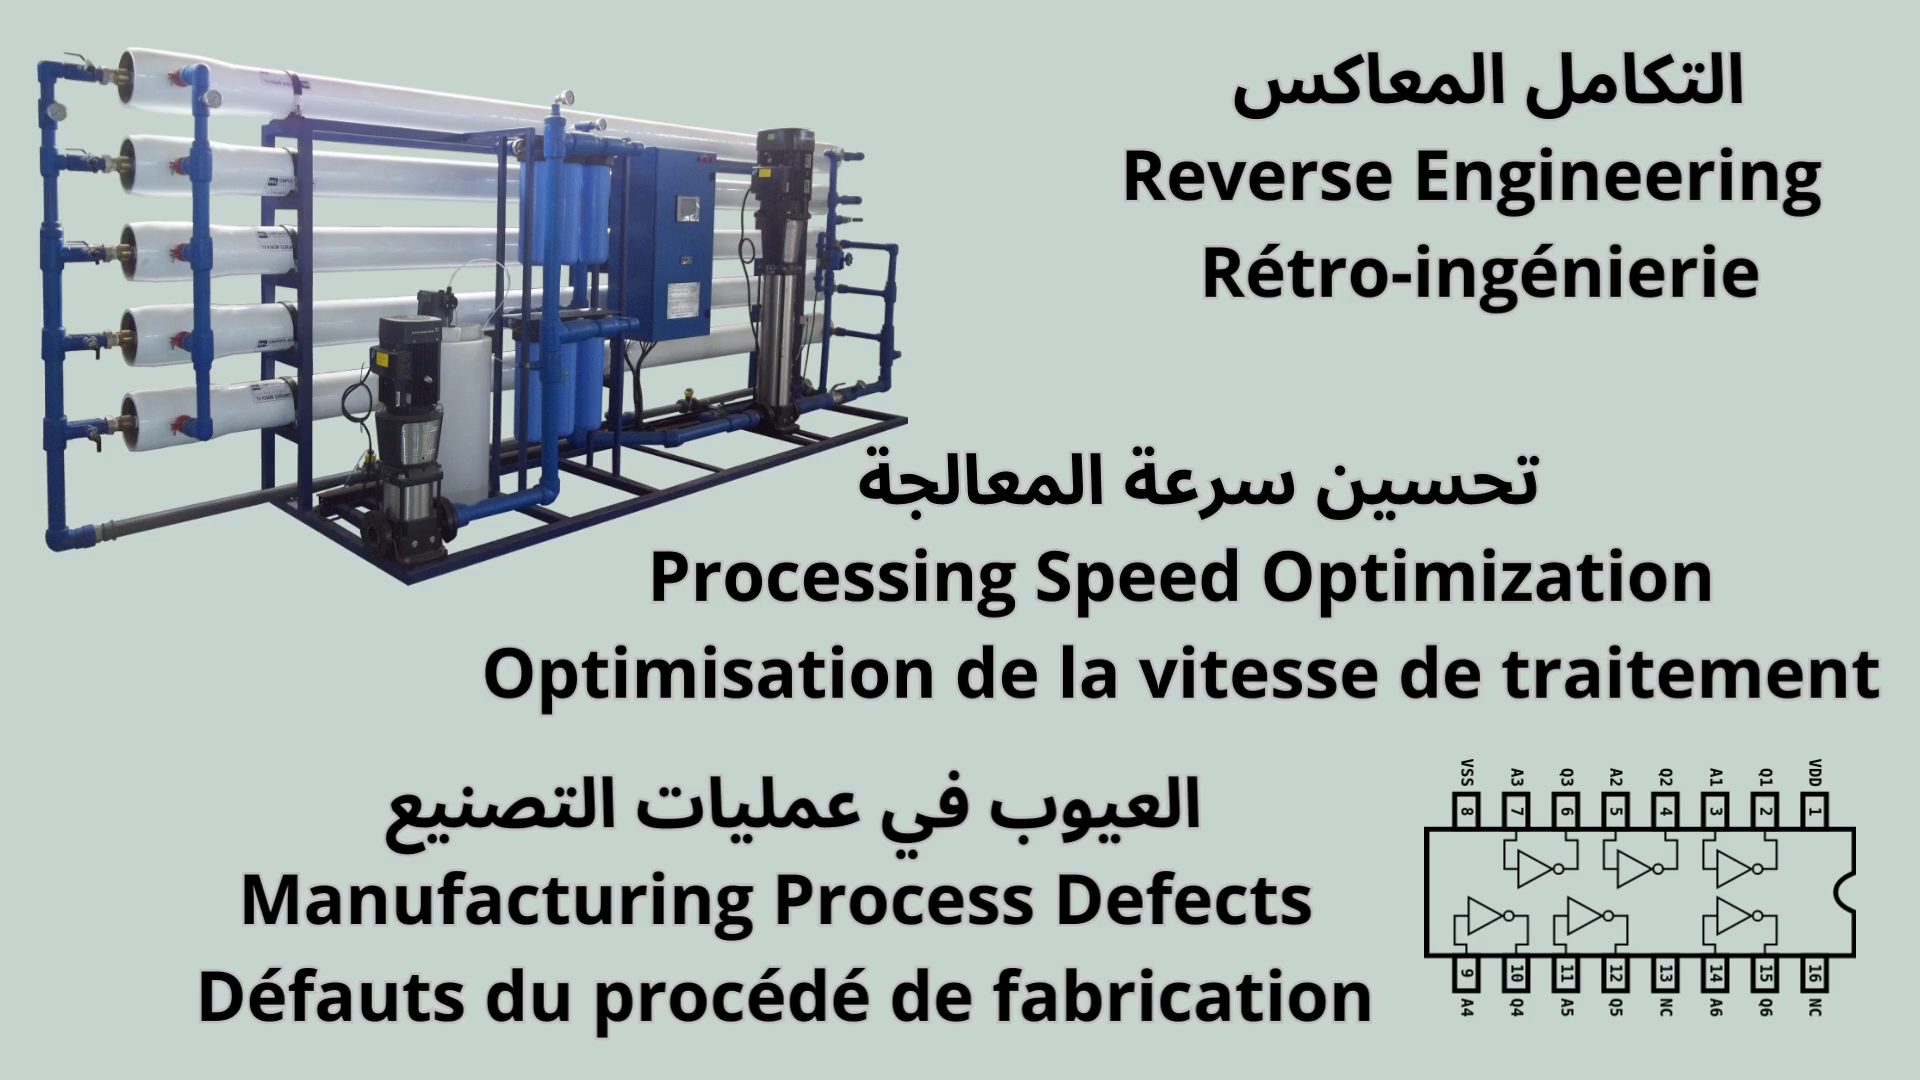 التكامل المعاكس
Reverse Engineering
Rétro-ingénierie
تحسين سرعة المعالجة
Processing Speed Optimization
Optimisation de la vitesse de traitement
العيوب في عمليات التصنيع
Manufacturing Process Defects
Défauts du procédé de fabrication
VSS A3 Q3 A2 Q2 A1 Q1 VDD
8 7 6 5 4 3 2 1
9 10 11 12 13 14 15 16
A4 Q4 A5 Q5 NC A6 Q6 NC